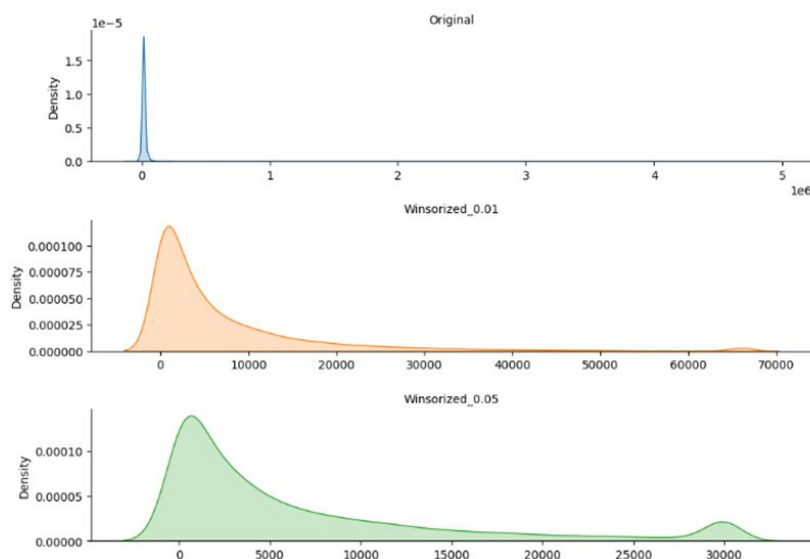 Original
1e−5
1.5
1.0
0.5
0.0
Density
0 1 2 3 4 5
1e6
Winsorized_0.01
0.000100
0.000075
0.000050
0.000025
0.000000
Density
0 10000 20000 30000 40000 50000 60000 70000
Winsorized_0.05
0.00010
0.00005
0.00000
Density
0 5000 10000 15000 20000 25000 30000